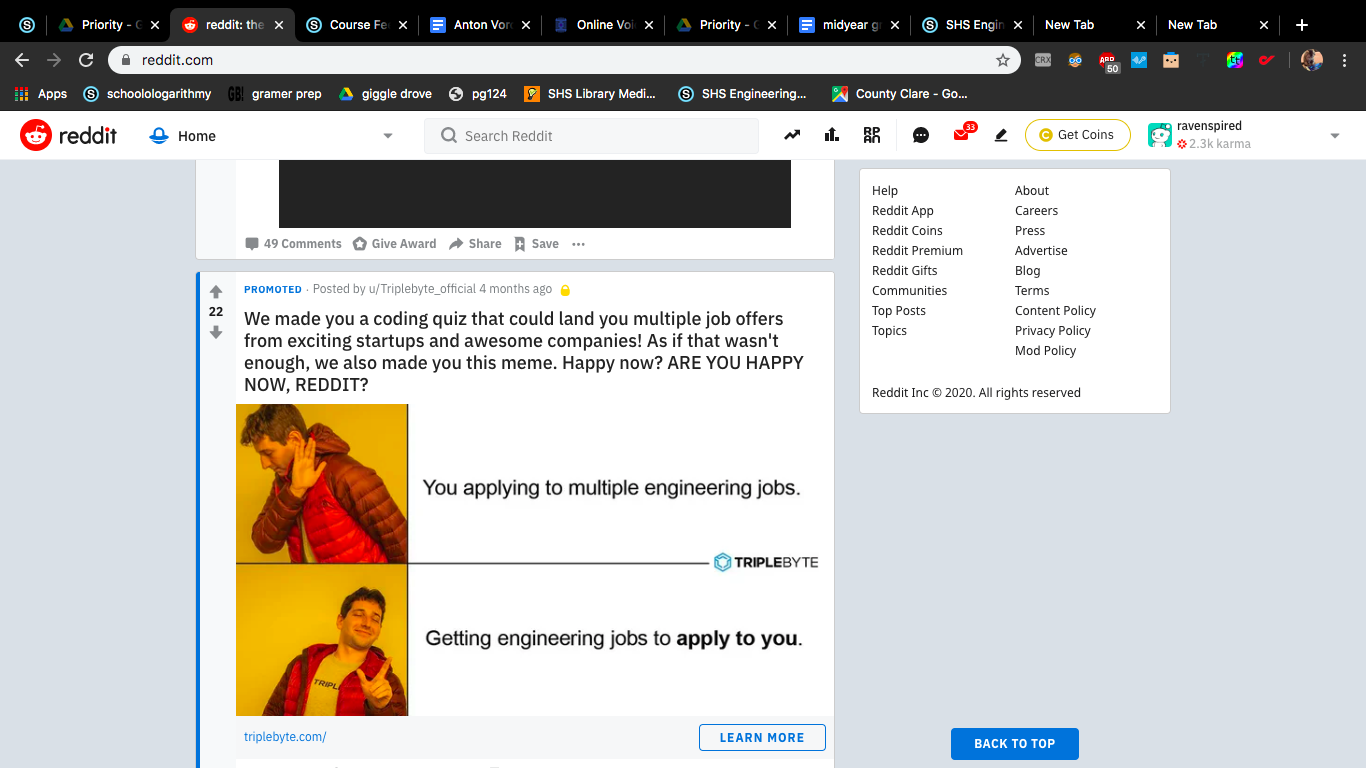 Priority - G
reddit: the
Course Fe
Anton Vor
Online Voi
Priority - G
midyear g
SHS Engin
New Tab
New Tab
reddit.com
CRX
ABP
50
Apps
schoolologarithmy
GB!
gramer prep
giggle drove
pg124
SHS Library Medi...
SHS Engineering...
County Clare - Go...
reddit
Home
Search Reddit
33
Get Coins
ravenspired
2.3k karma
49 Comments
Give Award
Share
Save
PROMOTED · Posted by u/Triplebyte_official 4 months ago
22
We made you a coding quiz that could land you multiple job offers
from exciting startups and awesome companies! As if that wasn't
enough, we also made you this meme. Happy now? ARE YOU HAPPY
NOW, REDDIT?
You applying to multiple engineering jobs.
TRIPLEBYTE
Getting engineering jobs to apply to you.
TRIPL
triplebyte.com/
LEARN MORE
Help
About
Reddit App
Careers
Reddit Coins
Press
Reddit Premium
Advertise
Reddit Gifts
Blog
Communities
Terms
Top Posts
Content Policy
Topics
Privacy Policy
Mod Policy
Reddit Inc © 2020. All rights reserved
BACK TO TOP